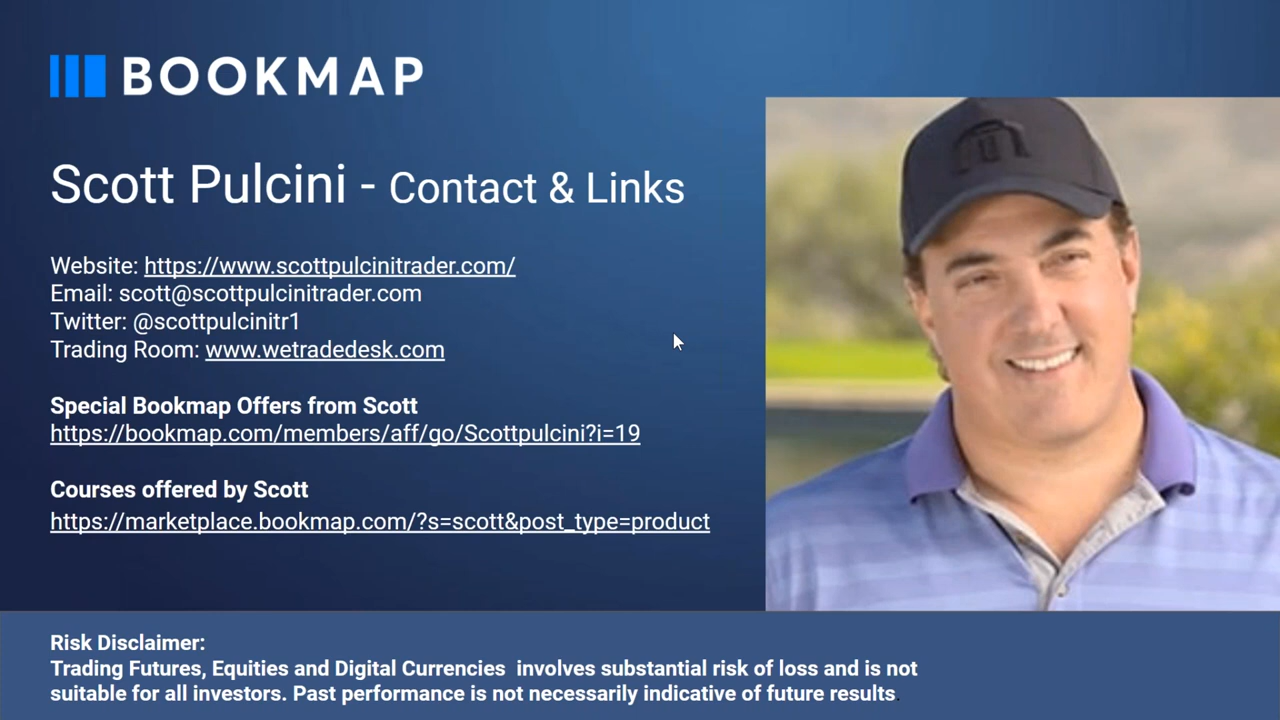 BOOKMAP
Scott Pulcini - Contact & Links
Website: https://www.scottpulcinitrader.com/
Email: scott@scottpulcinitrader.com
Twitter: @scottpulcinitr1
Trading Room: www.wetradedesk.com
Special Bookmap Offers from Scott
https://bookmap.com/members/aff/go/Scottpulcini?i=19
Courses offered by Scott
https://marketplace.bookmap.com/?s=scott&post_type=product
Risk Disclaimer:
Trading Futures, Equities and Digital Currencies  involves substantial risk of loss and is not
suitable for all investors. Past performance is not necessarily indicative of future results.